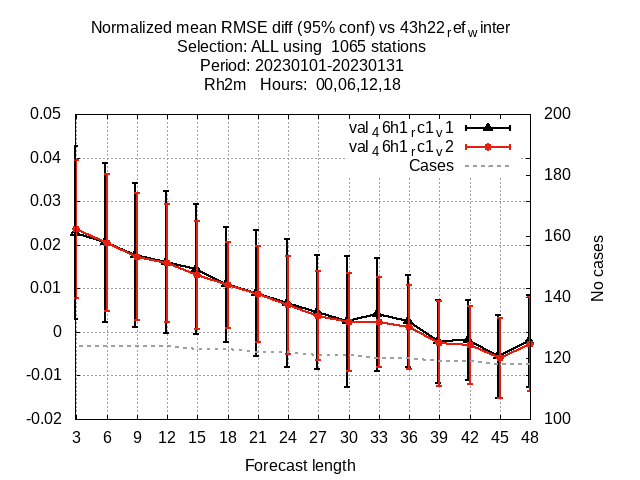 Normalized mean RMSE diff (95% conf) vs 43h22refwinter
Selection: ALL using  1065 stations
Period: 20230101-20230131
Rh2m   Hours:  00,06,12,18
val46h1rc1v1
val46h1rc1v2
Cases
0.05
0.04
0.03
0.02
0.01
0
-0.01
-0.02
200
180
160
140
120
100
No cases
3 6 9 12 15 18 21 24 27 30 33 36 39 42 45 48
Forecast length